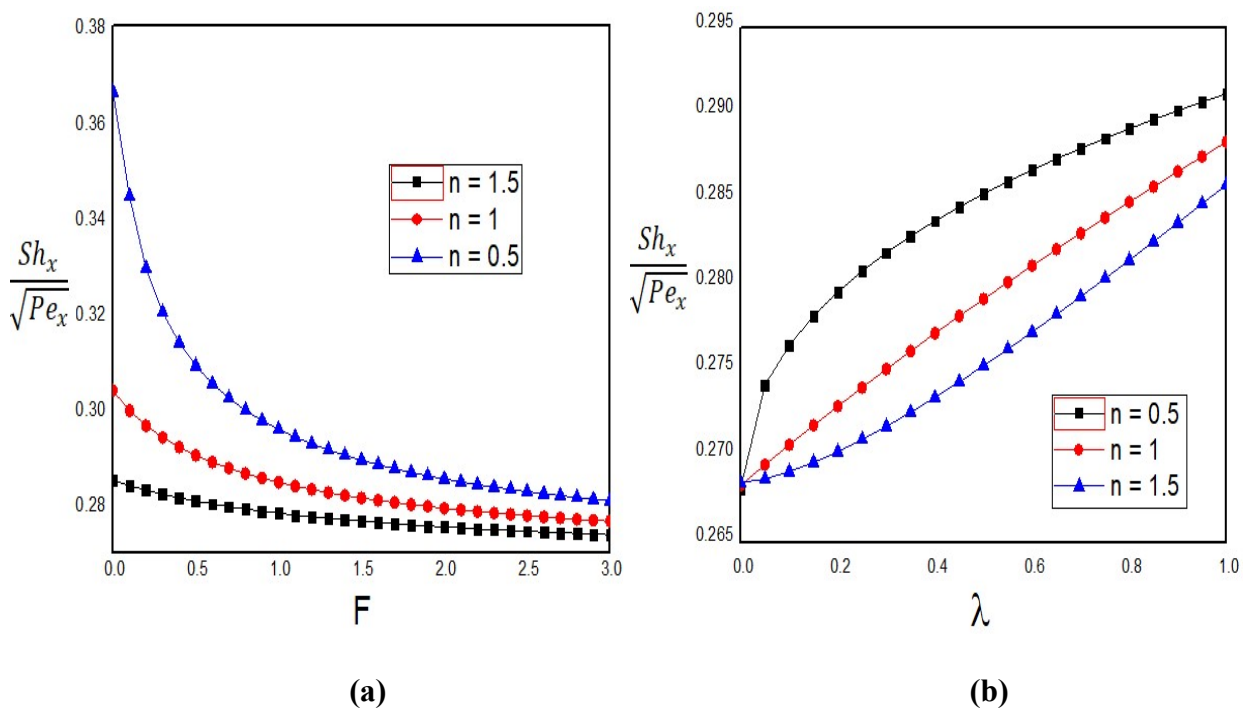 0.38
0.36
0.34
0.32
0.30
0.28
Sh_x
√Pe_x
n = 1.5
n = 1
n = 0.5
0.0 0.5 1.0 1.5 2.0 2.5 3.0
F
(a)
0.295
0.290
0.285
0.280
0.275
0.270
0.265
Sh_x
√Pe_x
n = 0.5
n = 1
n = 1.5
0.0 0.2 0.4 0.6 0.8 1.0
λ
(b)